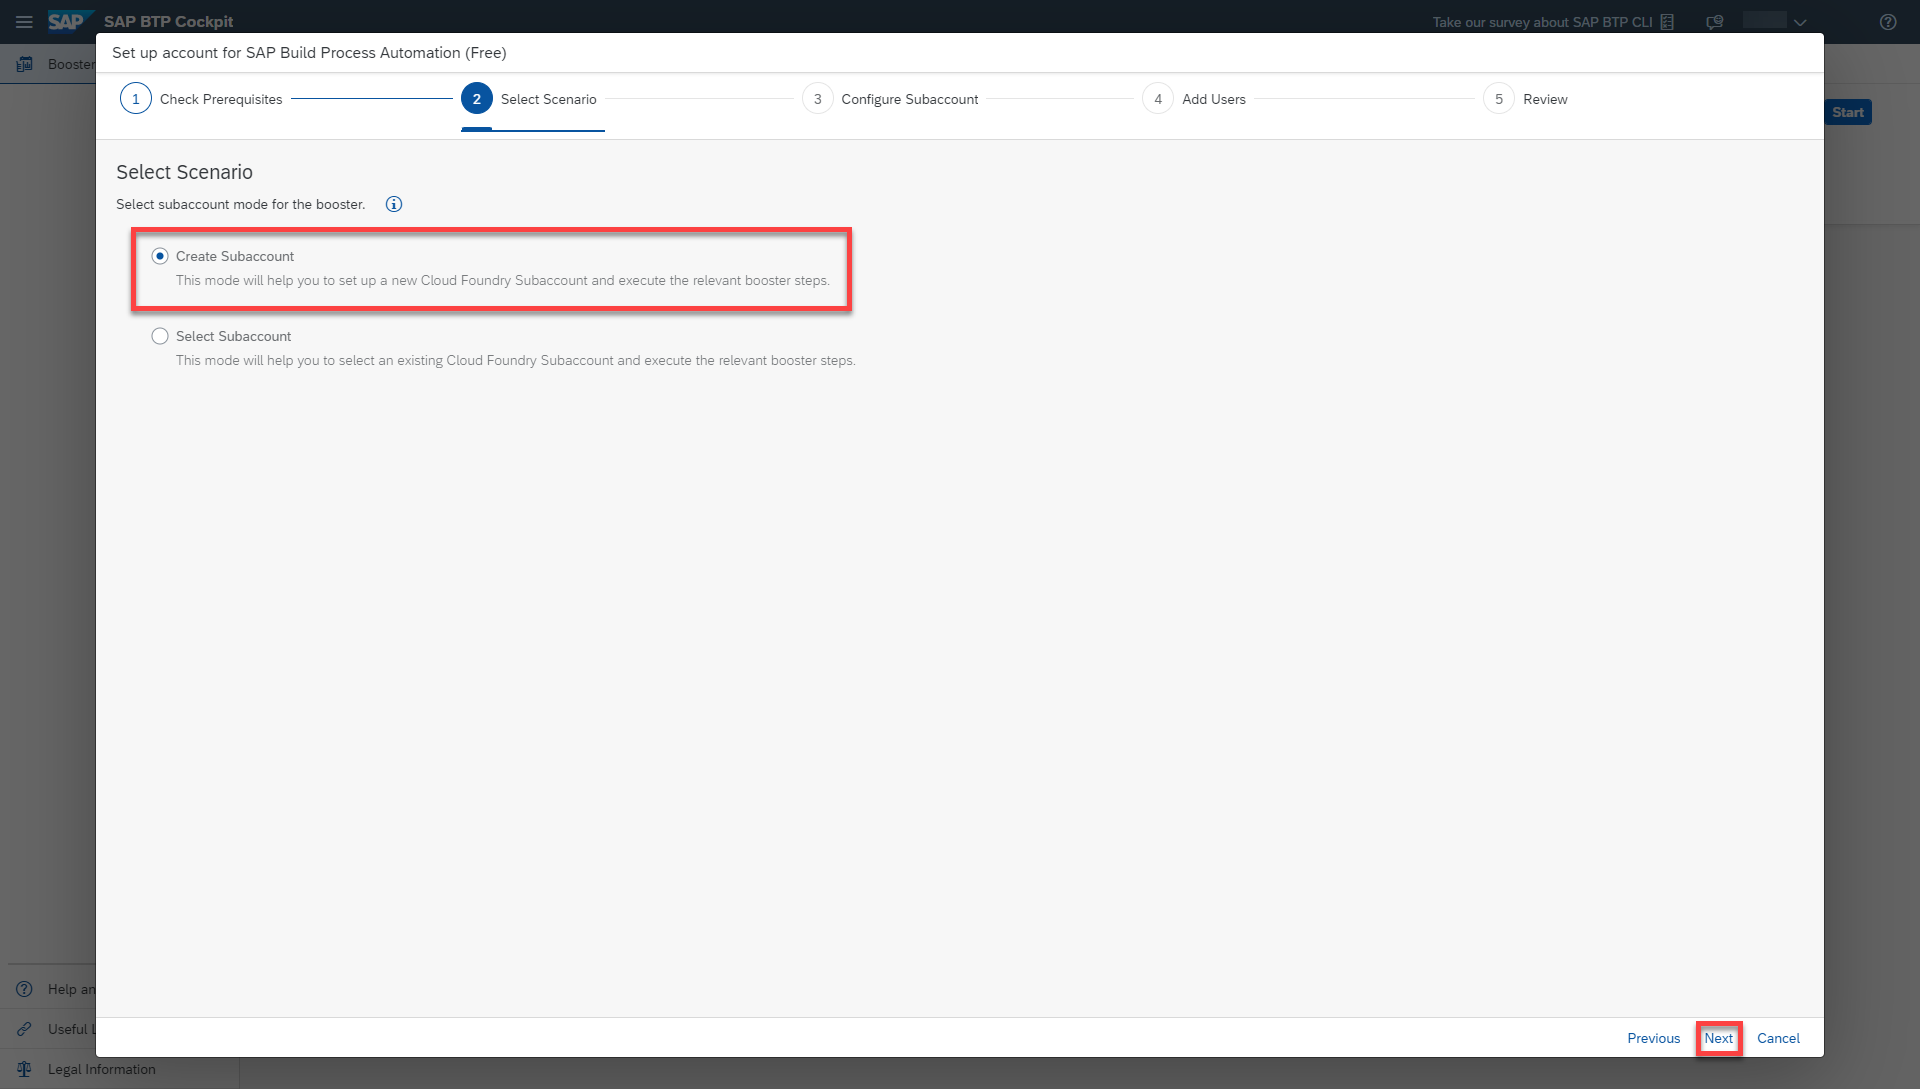 SAP SAP BTP Cockpit
Take our survey about SAP BTP CLI
Booster
Set up account for SAP Build Process Automation (Free)
1 Check Prerequisites
2 Select Scenario
3 Configure Subaccount
4 Add Users
5 Review
Start
Select Scenario
Select subaccount mode for the booster.
Create Subaccount
This mode will help you to set up a new Cloud Foundry Subaccount and execute the relevant booster steps.
Select Subaccount
This mode will help you to select an existing Cloud Foundry Subaccount and execute the relevant booster steps.
Help an
Useful L
Legal Information
Previous Next Cancel